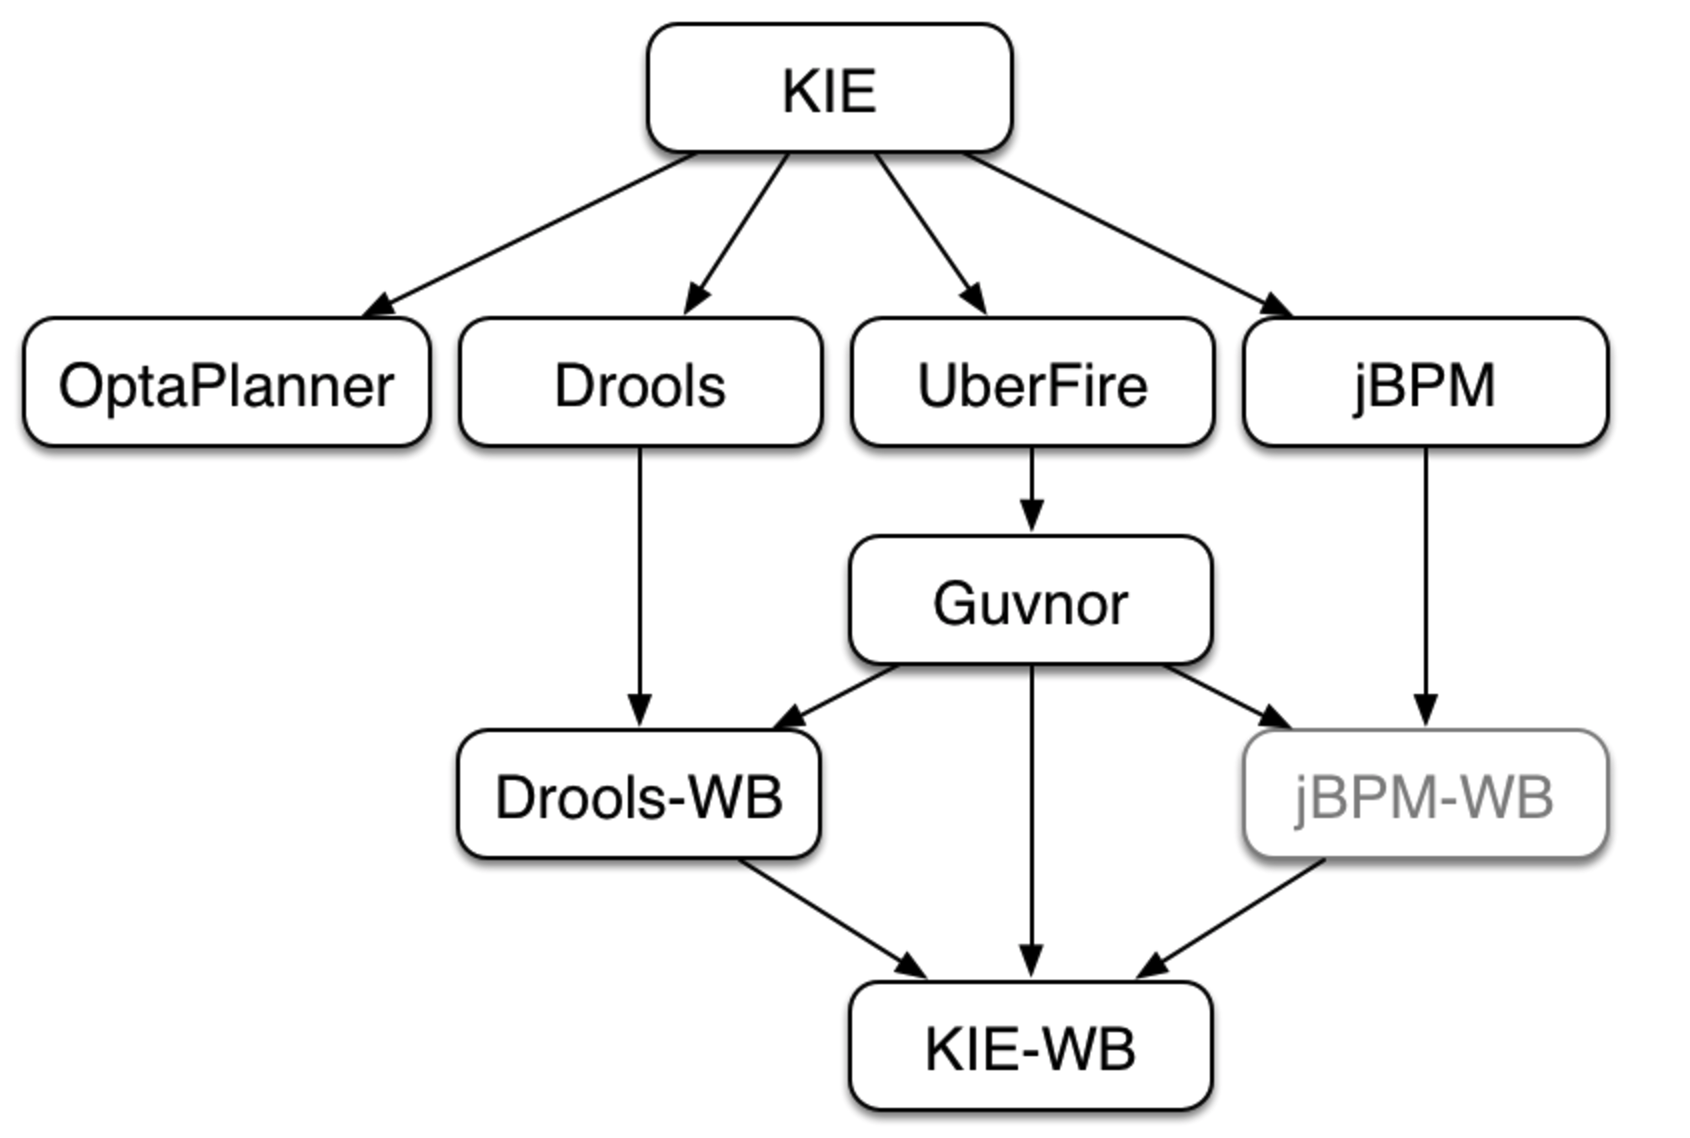 KIE
OptaPlanner
Drools
UberFire
jBPM
Guvnor
Drools-WB
jBPM-WB
KIE-WB